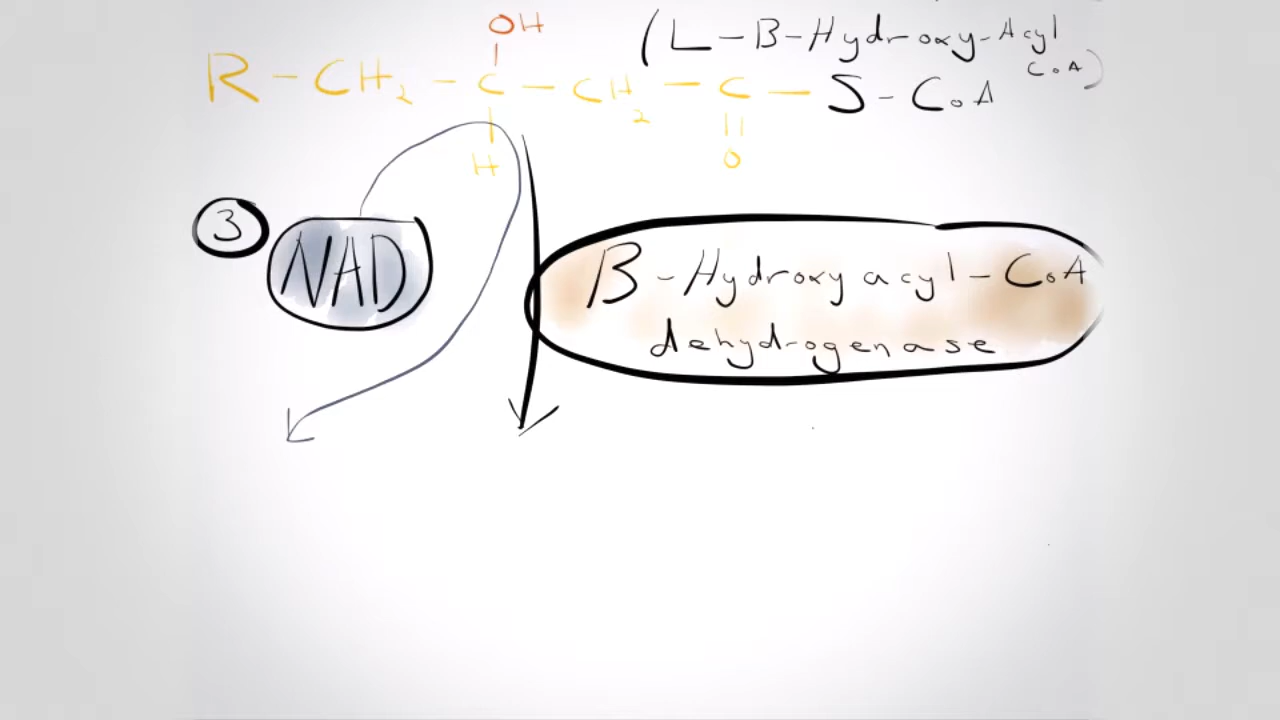 OH
(L-B-Hydroxy-Acyl
CoA)
R-CH2-C-CH2-C-S-CoA
H
O
3
NAD
B-Hydroxyacyl-CoA
dehydrogenase